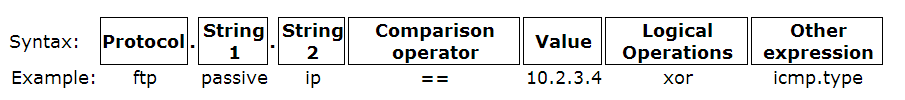 Syntax: Protocol . String 1 . String 2 Comparison operator Value Logical Operations Other expression
Example: ftp passive ip == 10.2.3.4 xor icmp.type